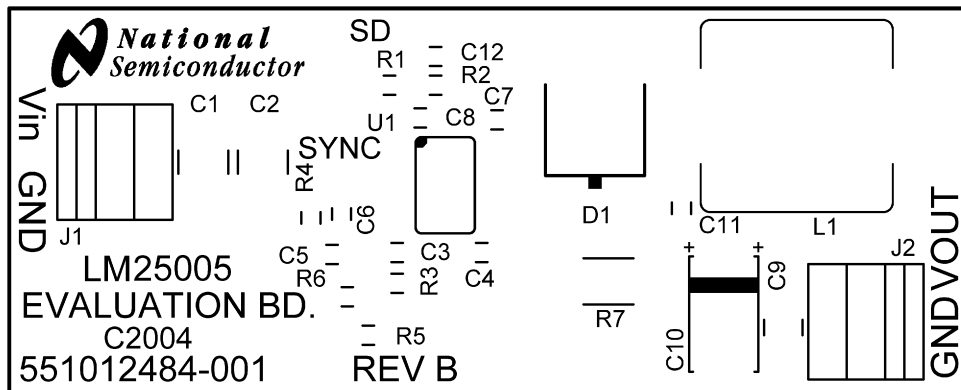 National
Semiconductor
SD
R1
C12
R2
C7
C1
C2
U1
C8
SYNC
R4
Vin
GND
J1
C6
D1
C11
L1
C5
C3
C4
R6
R3
LM25005
EVALUATION BD.
C2004
551012484-001
R5
REV B
R7
+
+
C9
C10
J2
GND
VOUT